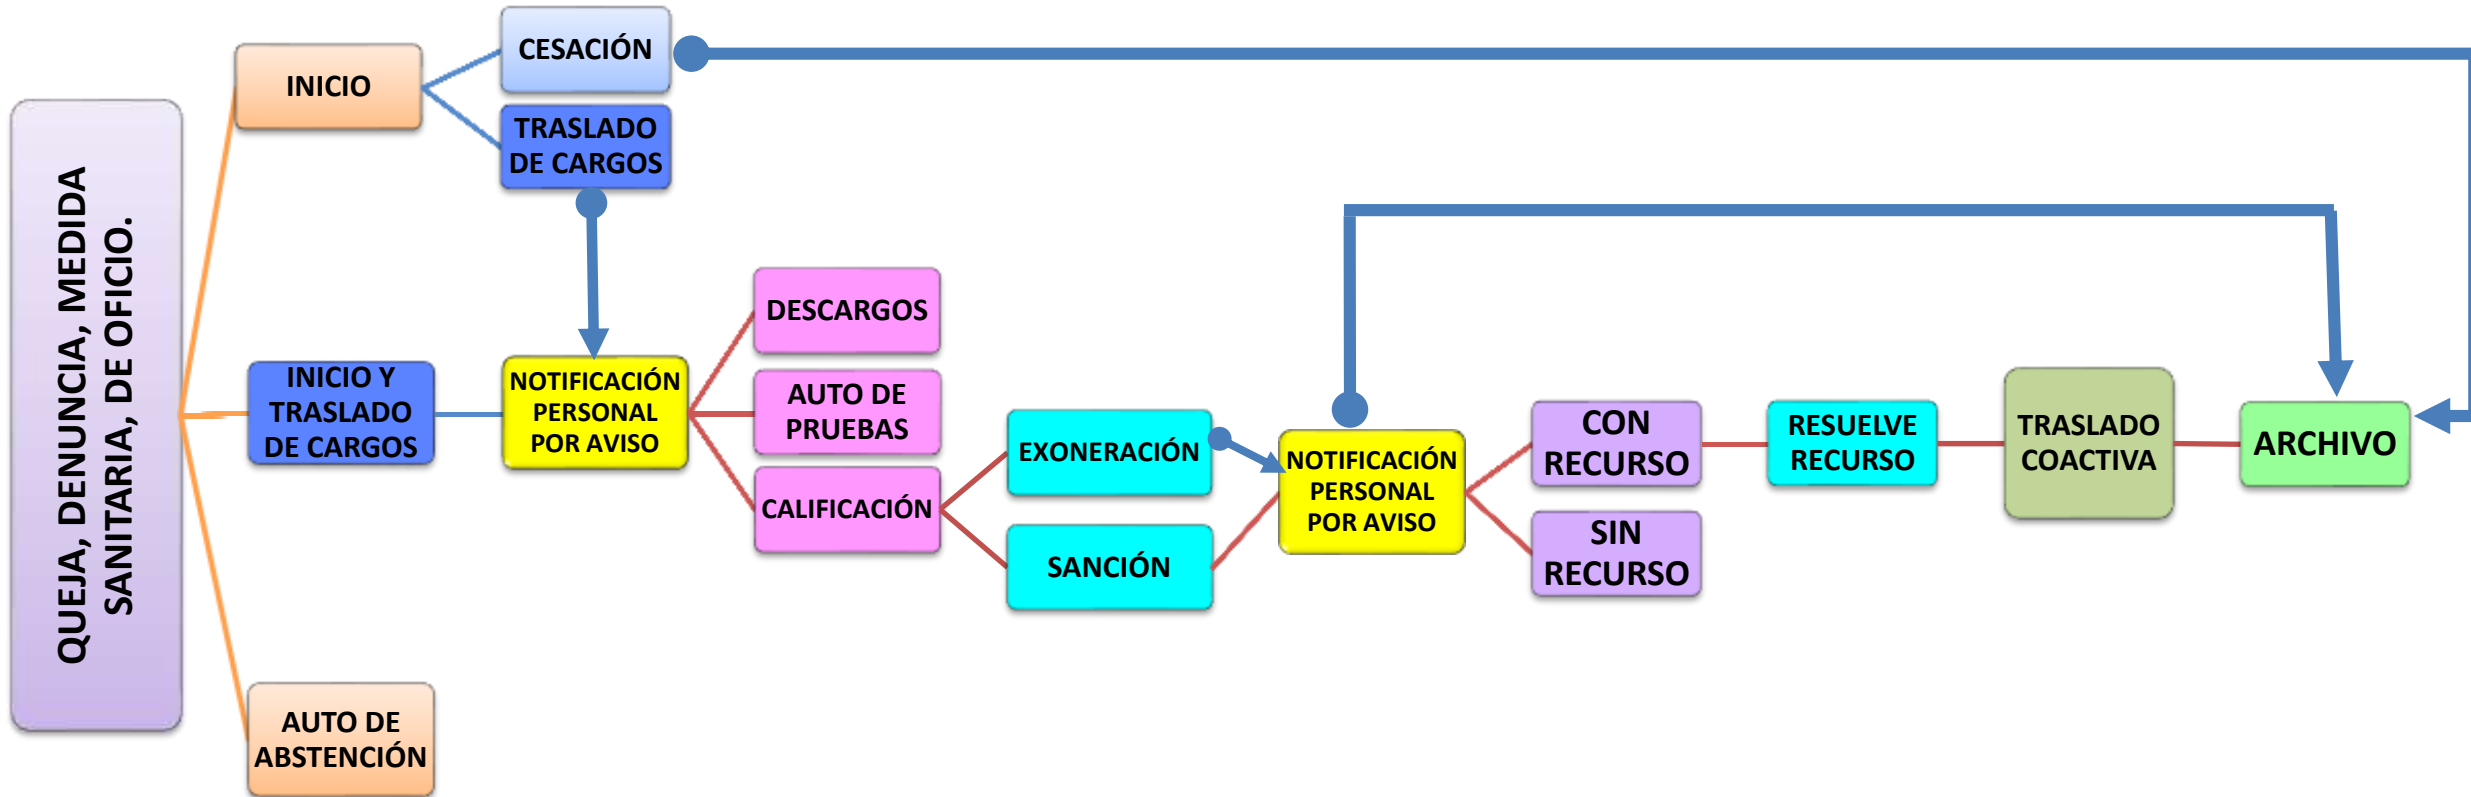 QUEJA, DENUNCIA, MEDIDA
SANITARIA, DE OFICIO.
INICIO
CESACIÓN
TRASLADO
DE CARGOS
INICIO Y
TRASLADO
DE CARGOS
NOTIFICACIÓN
PERSONAL
POR AVISO
DESCARGOS
AUTO DE
PRUEBAS
CALIFICACIÓN
EXONERACIÓN
SANCIÓN
NOTIFICACIÓN
PERSONAL
POR AVISO
CON
RECURSO
SIN
RECURSO
RESUELVE
RECURSO
TRASLADO
COACTIVA
ARCHIVO
AUTO DE
ABSTENCIÓN